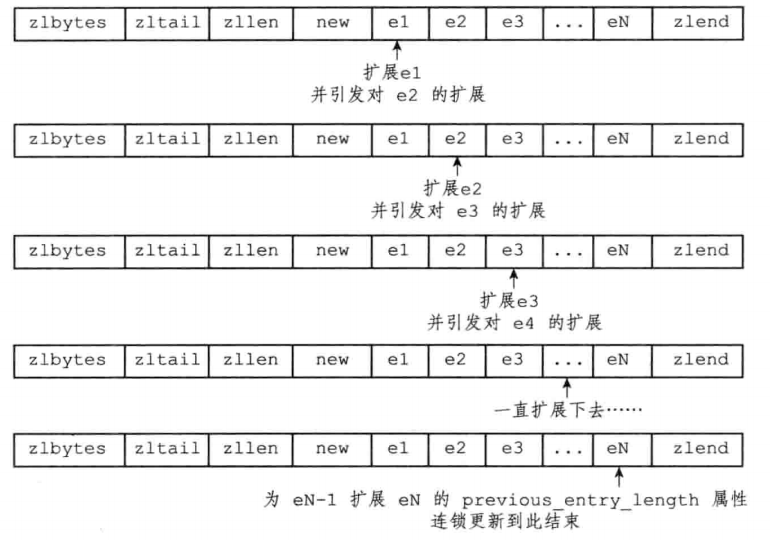 zlbytes zltail zllen new e1 e2 e3 ... eN zlend
扩展e1
并引发对 e2 的扩展
zlbytes zltail zllen new e1 e2 e3 ... eN zlend
扩展e2
并引发对 e3 的扩展
zlbytes zltail zllen new e1 e2 e3 ... eN zlend
扩展e3
并引发对 e4 的扩展
zlbytes zltail zllen new e1 e2 e3 ... eN zlend
一直扩展下去……
zlbytes zltail zllen new e1 e2 e3 ... eN zlend
为 eN-1 扩展 eN 的 previous_entry_length 属性
连锁更新到此结束